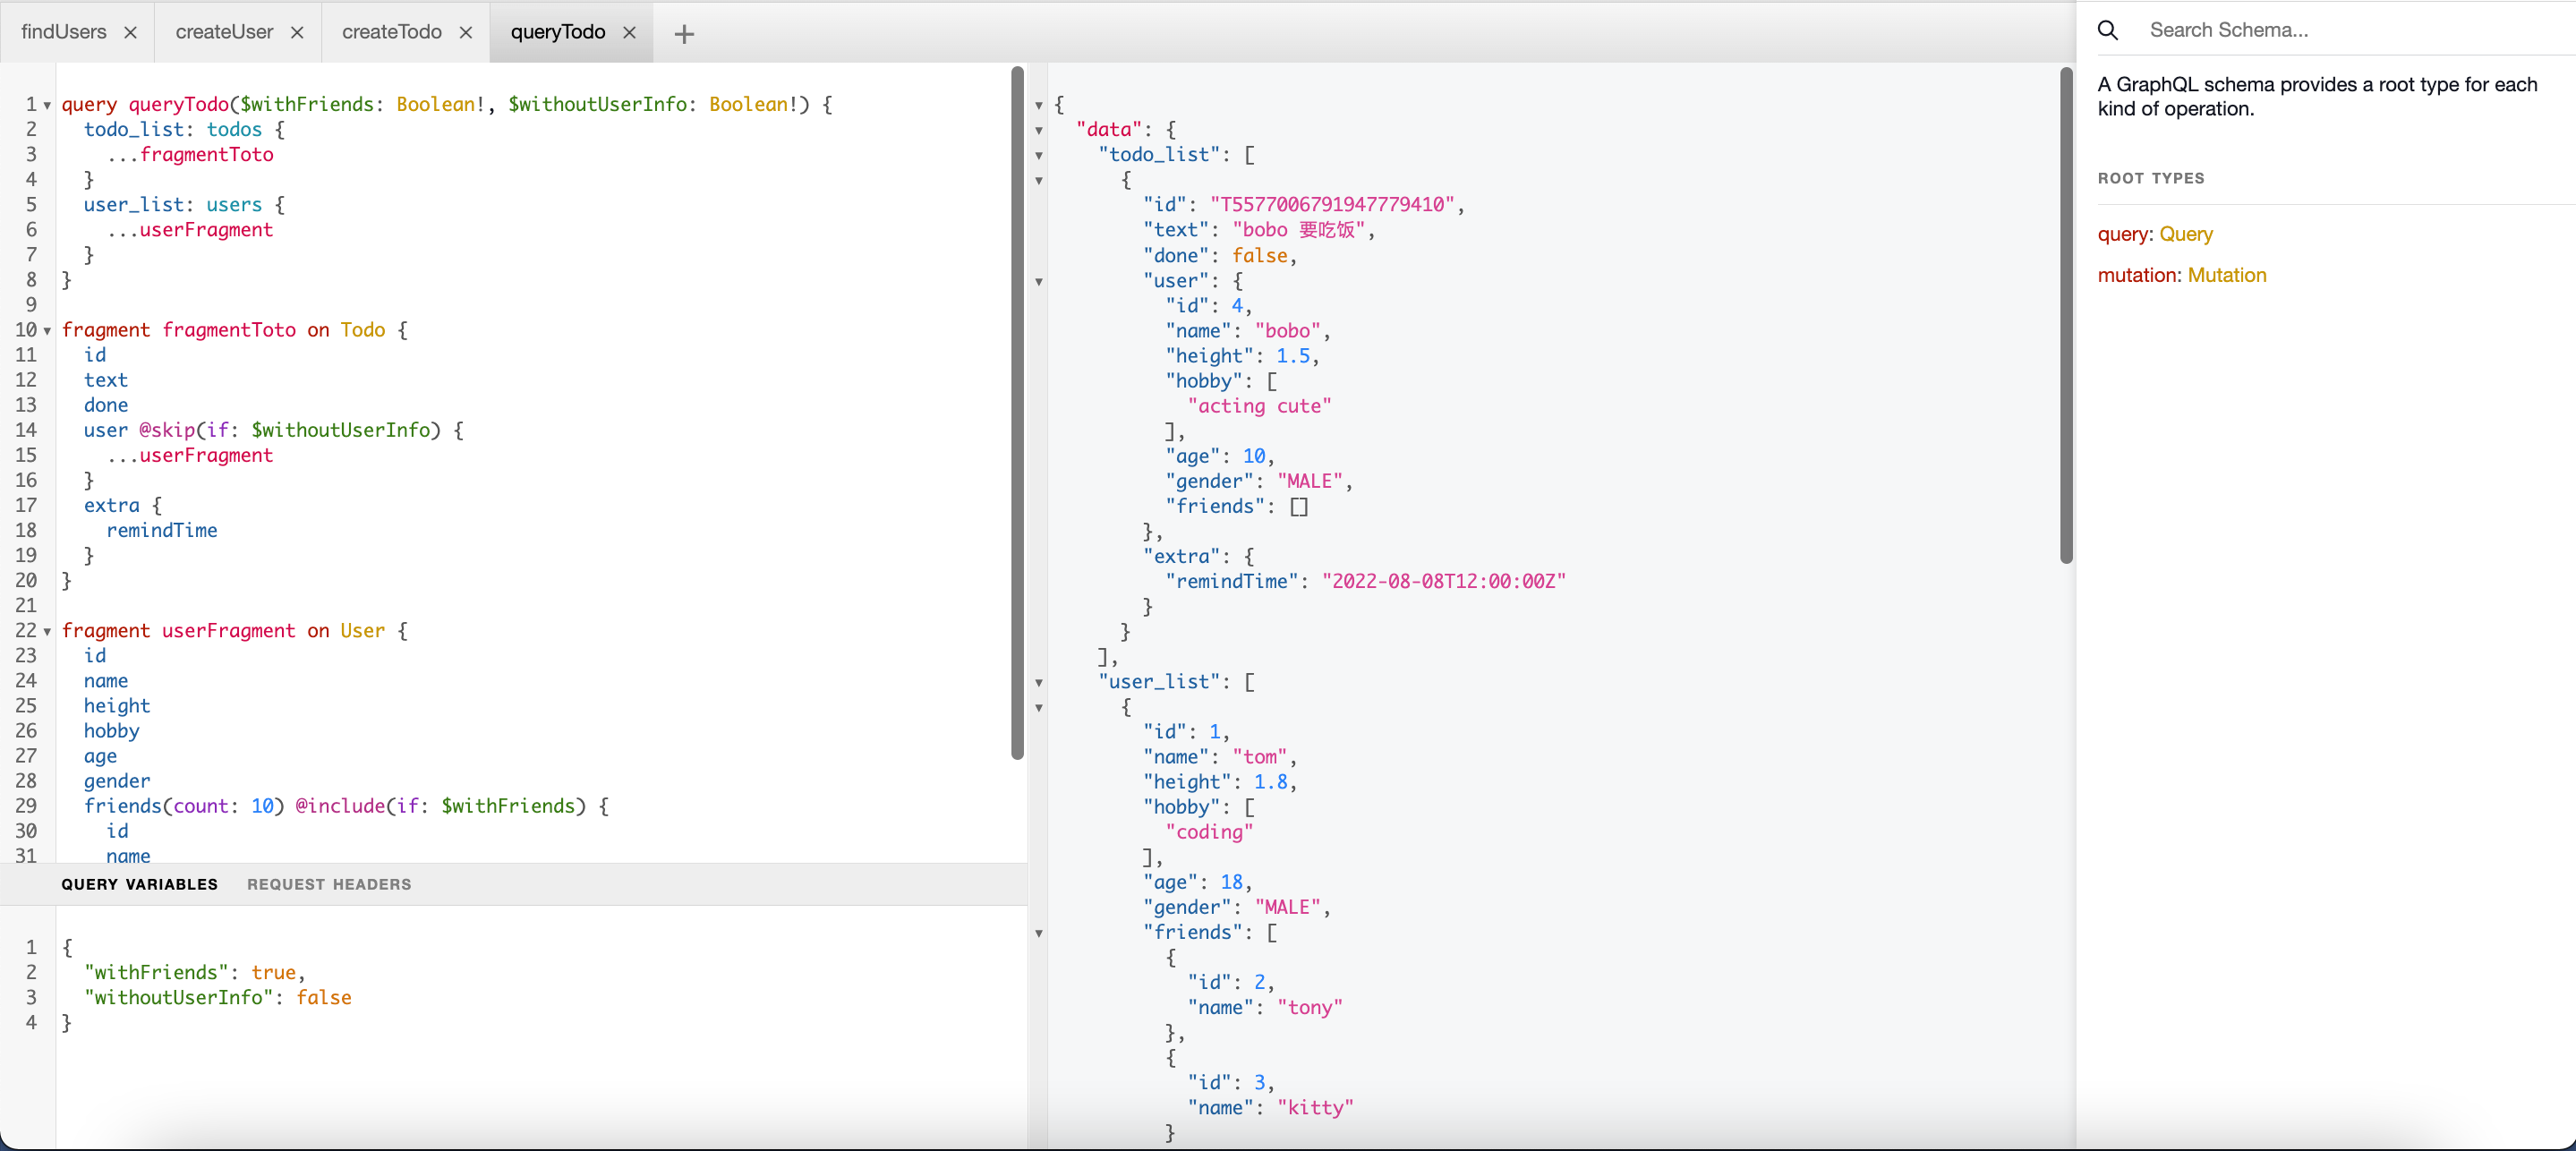 findUsers × createUser × createTodo × queryTodo × +
1 query queryTodo($withFriends: Boolean!, $withoutUserInfo: Boolean!) {
2 todo_list: todos {
3 ...fragmentToto
4 }
5 user_list: users {
6 ...userFragment
7 }
8 }
9
10 fragment fragmentToto on Todo {
11 id
12 text
13 done
14 user @skip(if: $withoutUserInfo) {
15 ...userFragment
16 }
17 extra {
18 remindTime
19 }
20 }
21
22 fragment userFragment on User {
23 id
24 name
25 height
26 hobby
27 age
28 gender
29 friends(count: 10) @include(if: $withFriends) {
30 id
31 name
QUERY VARIABLES REQUEST HEADERS
1 {
2 "withFriends": true,
3 "withoutUserInfo": false
4 }
{
"data": {
"todo_list": [
{
"id": "T5577006791947779410",
"text": "bobo 要吃饭",
"done": false,
"user": {
"id": 4,
"name": "bobo",
"height": 1.5,
"hobby": [
"acting cute"
],
"age": 10,
"gender": "MALE",
"friends": []
},
"extra": {
"remindTime": "2022-08-08T12:00:00Z"
}
}
],
"user_list": [
{
"id": 1,
"name": "tom",
"height": 1.8,
"hobby": [
"coding"
],
"age": 18,
"gender": "MALE",
"friends": [
{
"id": 2,
"name": "tony"
},
{
"id": 3,
"name": "kitty"
}
Search Schema...
A GraphQL schema provides a root type for each
kind of operation.
ROOT TYPES
query: Query
mutation: Mutation